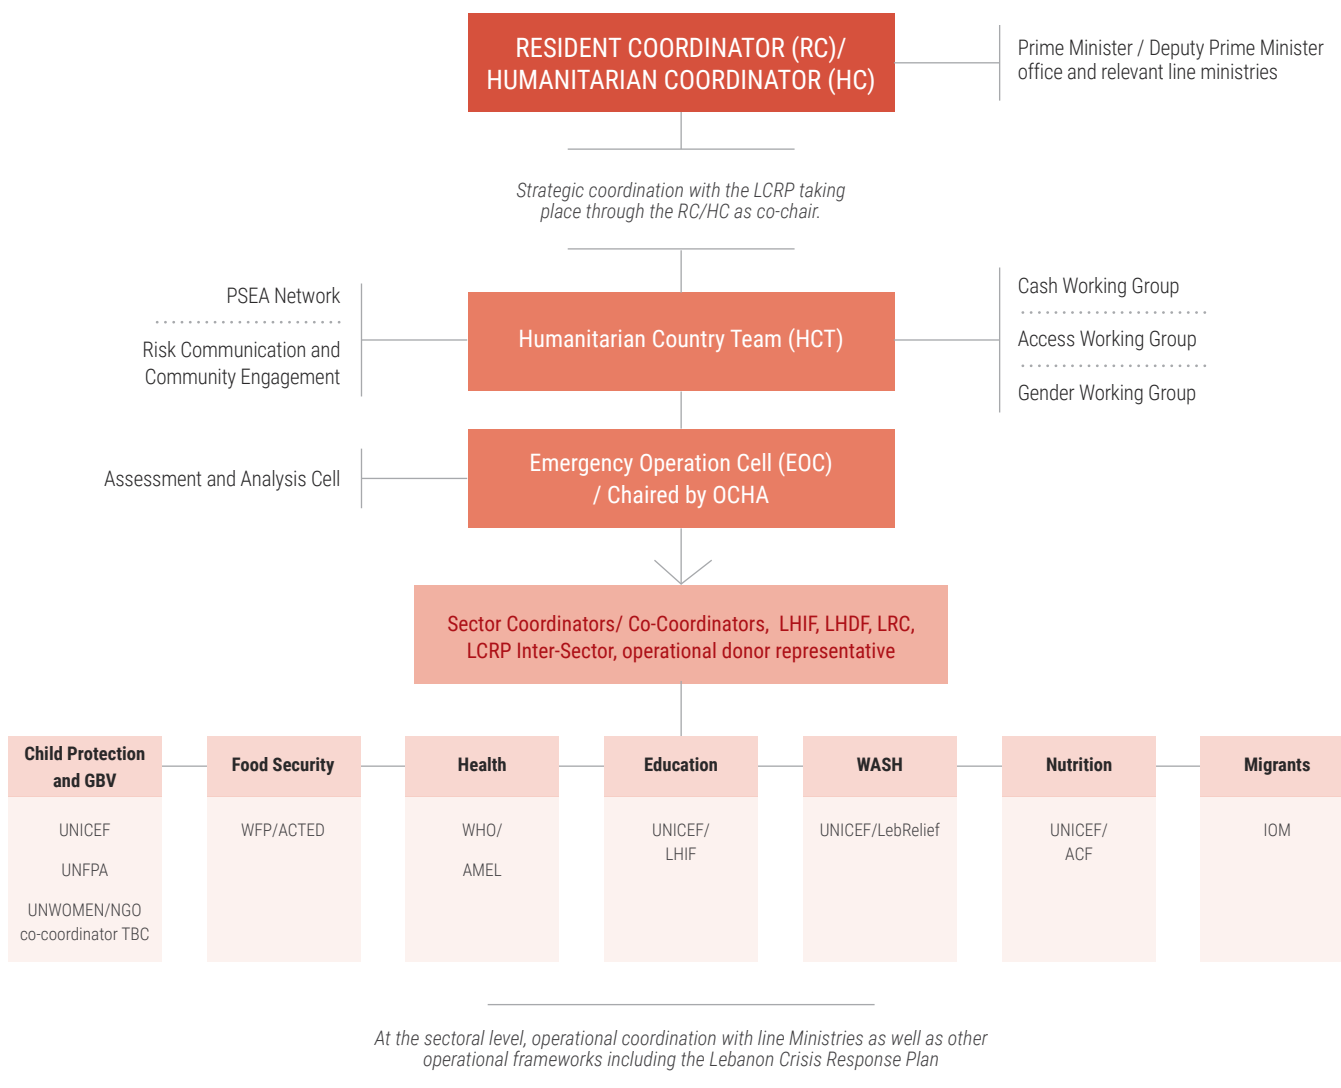 RESIDENT COORDINATOR (RC)/
HUMANITARIAN COORDINATOR (HC)
Prime Minister / Deputy Prime Minister
office and relevant line ministries
Strategic coordination with the LCRP taking
place through the RC/HC as co-chair.
PSEA Network
Risk Communication and
Community Engagement
Humanitarian Country Team (HCT)
Cash Working Group
Access Working Group
Gender Working Group
Assessment and Analysis Cell
Emergency Operation Cell (EOC)
/ Chaired by OCHA
Sector Coordinators/ Co-Coordinators, LHIF, LHDF, LRC,
LCRP Inter-Sector, operational donor representative
Child Protection
and GBV
UNICEF
UNFPA
UNWOMEN/NGO
co-coordinator TBC
Food Security
WFP/ACTED
Health
WHO/
AMEL
Education
UNICEF/
LHIF
WASH
UNICEF/LebRelief
Nutrition
UNICEF/
ACF
Migrants
IOM
At the sectoral level, operational coordination with line Ministries as well as other
operational frameworks including the Lebanon Crisis Response Plan